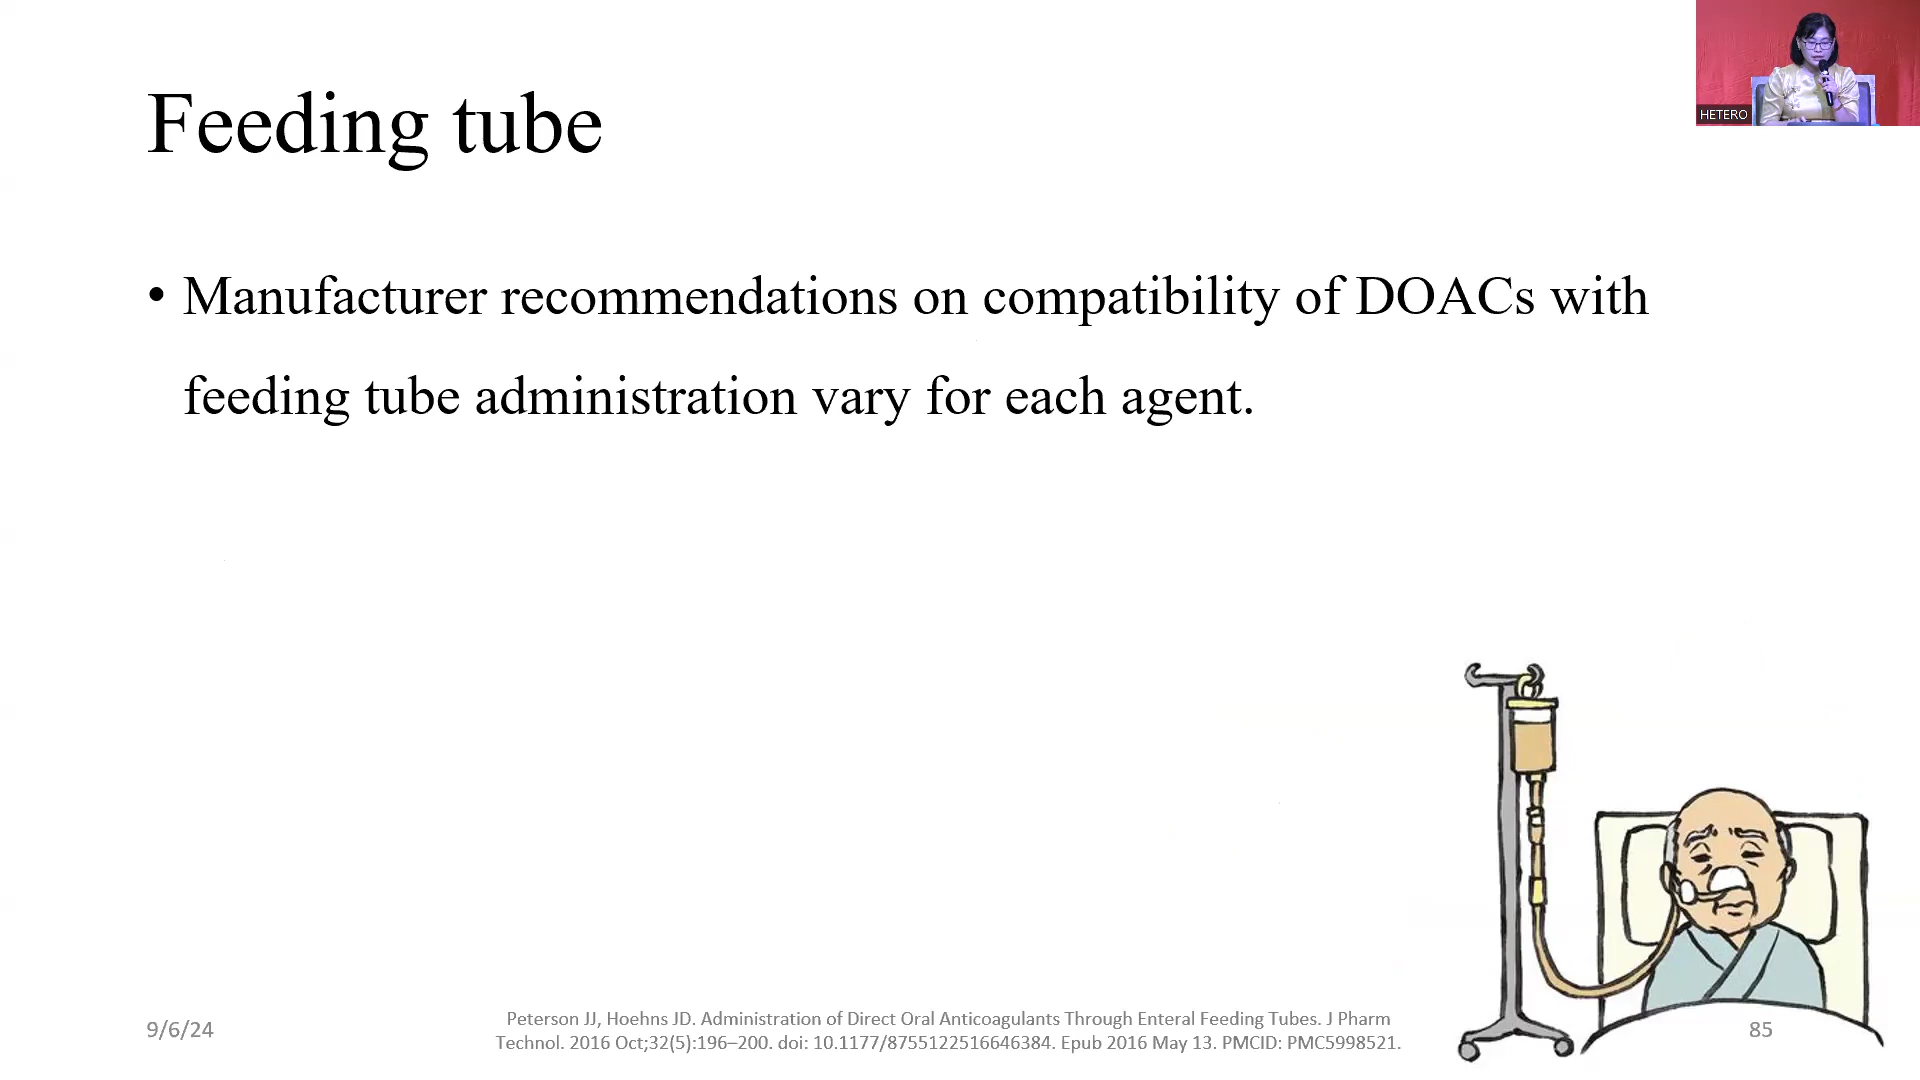 HETERO
Feeding tube
• Manufacturer recommendations on compatibility of DOACs with
feeding tube administration vary for each agent.
9/6/24
Peterson JJ, Hoehns JD. Administration of Direct Oral Anticoagulants Through Enteral Feeding Tubes. J Pharm
Technol. 2016 Oct;32(5):196–200. doi: 10.1177/8755122516646384. Epub 2016 May 13. PMCID: PMC5998521.
85